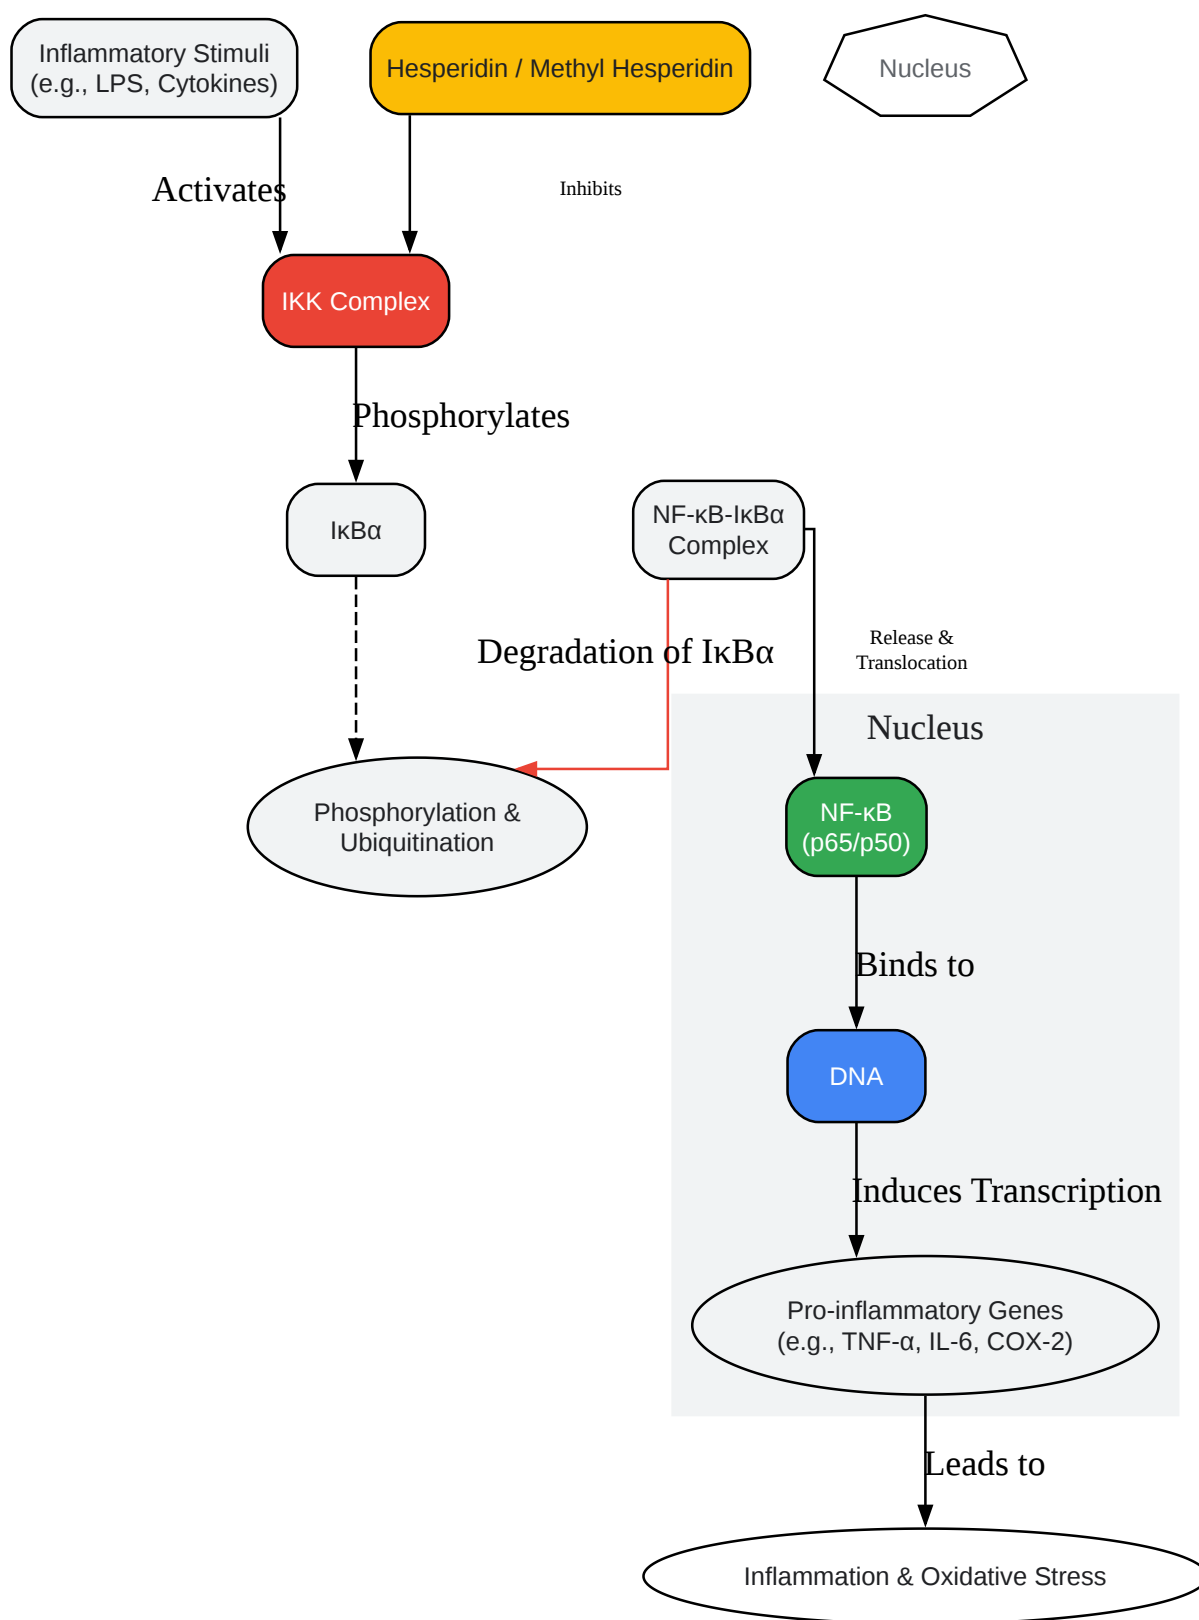 Inflammatory Stimuli
(e.g., LPS, Cytokines)
Hesperidin / Methyl Hesperidin
Nucleus
Activates
Inhibits
IKK Complex
Phosphorylates
IκBα
NF-κB-IκBα
Complex
Degradation of IκBα
Release &
Translocation
Nucleus
Phosphorylation &
Ubiquitination
NF-κB
(p65/p50)
Binds to
DNA
Induces Transcription
Pro-inflammatory Genes
(e.g., TNF-α, IL-6, COX-2)
Leads to
Inflammation & Oxidative Stress